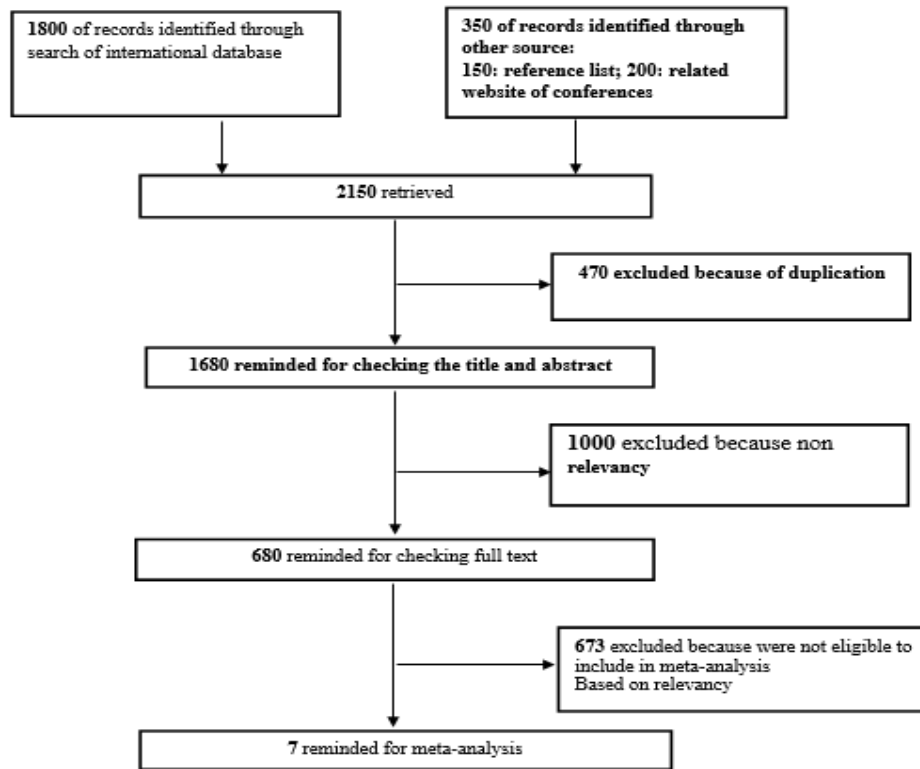 1800 of records identified through
search of international database
350 of records identified through
other source:
150: reference list; 200: related
website of conferences
2150 retrieved
470 excluded because of duplication
1680 reminded for checking the title and abstract
1000 excluded because non
relevancy
680 reminded for checking full text
673 excluded because were not eligible to
include in meta-analysis
Based on relevancy
7 reminded for meta-analysis